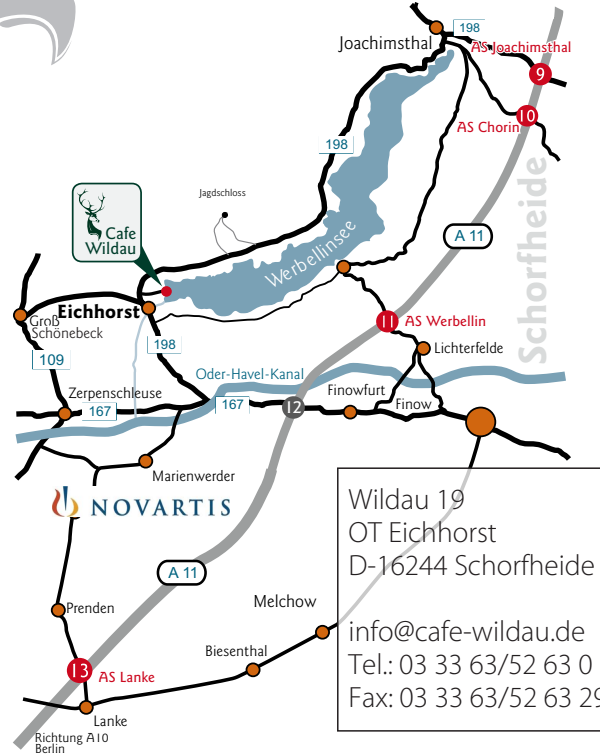 198
Joachimsthal
AS Joachimsthal
9
10
AS Chorin
198
Jagdschloss
Schorfheide
Cafe
Wildau
Werbellinsee
A 11
Eichhorst
Groß
Schönebeck
11
AS Werbellin
198
109
Lichterfelde
Oder-Havel-Kanal
Zerpenschleuse
Finowfurt
167
167
12
Finow
Marienwerder
NOVARTIS
Wildau 19
OT Eichhorst
D-16244 Schorfheide
info@cafe-wildau.de
Tel.: 03 33 63/52 63 0
Fax: 03 33 63/52 63 29
A 11
Melchow
Prenden
Biesenthal
13
AS Lanke
Lanke
Richtung A10
Berlin